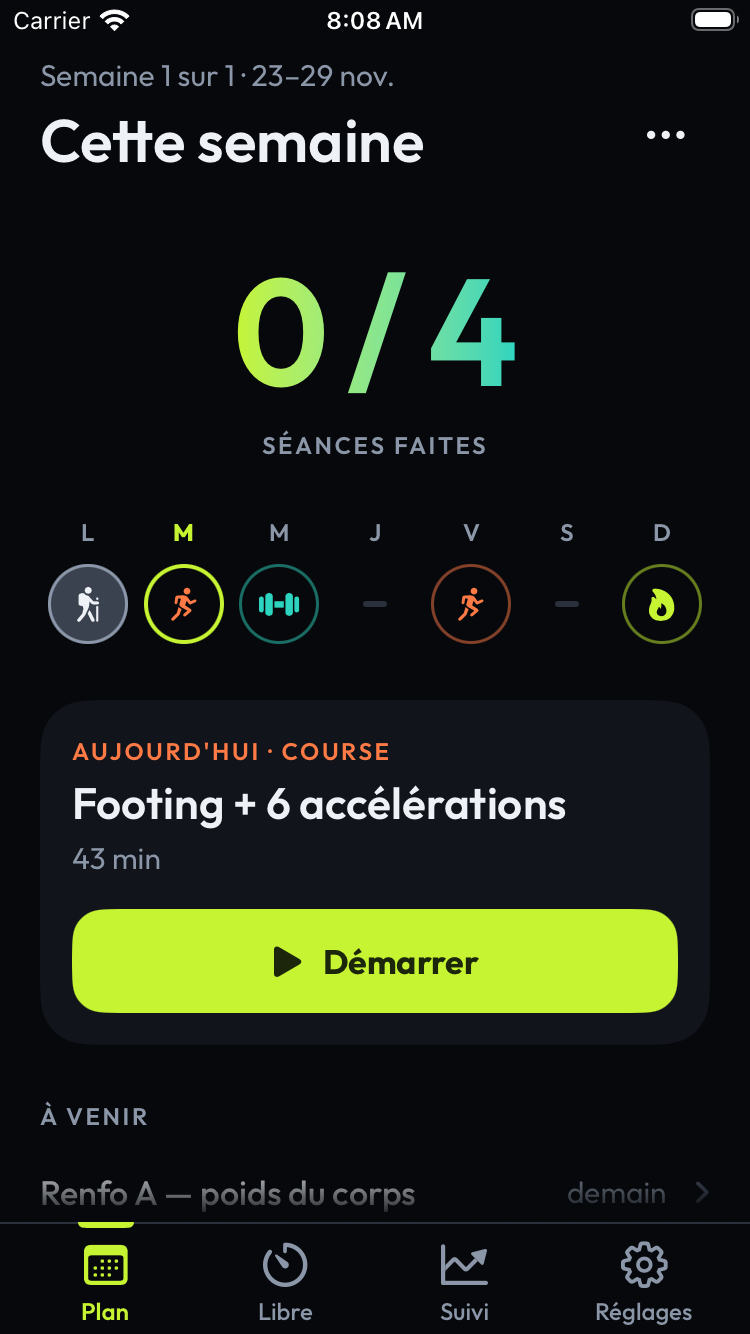 Carrier 8:08 AM
Semaine 1 sur 1 · 23–29 nov.
Cette semaine
0/4
SÉANCES FAITES
L M M J V S D
AUJOURD'HUI · COURSE
Footing + 6 accélérations
43 min
Démarrer
À VENIR
Renfo A — poids du corps demain
Plan Libre Suivi Réglages